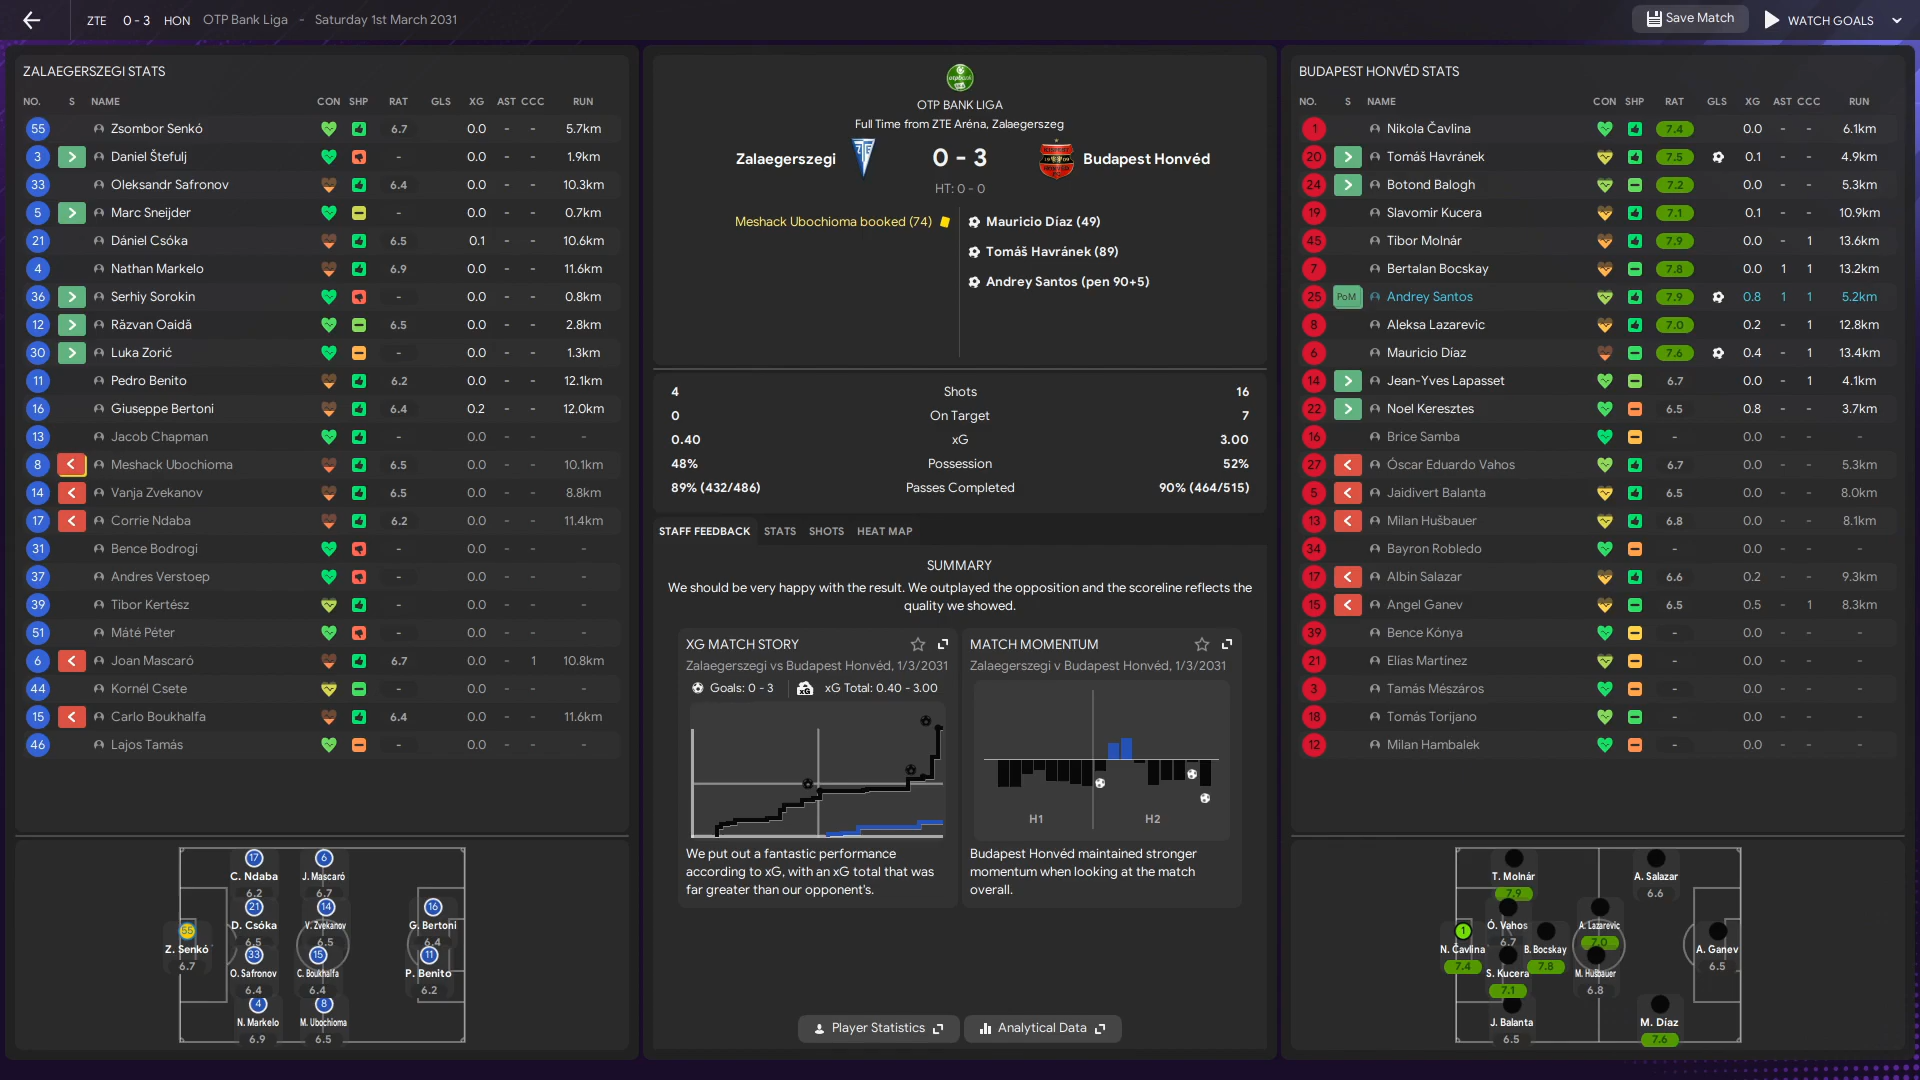 ZTE 0 - 3 HON OTP Bank Liga - Saturday 1st March 2031
Save Match WATCH GOALS
ZALAEGERSZEGI STATS
NO. S NAME CON SHP RAT GLS XG AST CCC RUN
55 Zsombor Senkó 6.7 0.0 - - 5.7km
3 Daniel Štefulj - 0.0 - - 1.9km
33 Oleksandr Safronov 6.4 0.0 - - 10.3km
5 Marc Sneijder - 0.0 - - 0.7km
21 Dániel Csóka 6.5 0.1 - - 10.6km
4 Nathan Markelo 6.9 0.0 - - 11.6km
36 Serhiy Sorokin - 0.0 - - 0.8km
12 Răzvan Oaidă 6.5 0.0 - - 2.8km
30 Luka Zorić - 0.0 - - 1.3km
11 Pedro Benito 6.2 0.0 - - 12.1km
16 Giuseppe Bertoni 6.4 0.2 - - 12.0km
13 Jacob Chapman - 0.0 - - -
8 Meshack Ubochioma 6.5 0.0 - - 10.1km
14 Vanja Zvekanov 6.5 0.0 - - 8.8km
17 Corrie Ndaba 6.2 0.0 - - 11.4km
31 Bence Bodrogi - 0.0 - - -
37 Andres Verstoep - 0.0 - - -
39 Tibor Kertész - 0.0 - - -
51 Máté Péter - 0.0 - - -
6 Joan Mascaró 6.7 0.0 - 1 10.8km
44 Kornél Csete - 0.0 - - -
15 Carlo Boukhalfa 6.4 0.0 - - 11.6km
46 Lajos Tamás - 0.0 - - -
17 6
C. Ndaba J. Mascaró
6.2 6.7
21 14 16
D. Csóka V. Zvekanov G. Bertoni
6.5 6.5 6.4
55
Z. Senkó
6.7
33 15 11
O. Safronov C. Boukhalfa P. Benito
6.4 6.4 6.2
4 8
N. Markelo M. Ubochioma
6.9 6.5
OTP BANK LIGA
Full Time from ZTE Aréna, Zalaegerszeg
Zalaegerszegi 0 - 3 Budapest Honvéd
HT: 0 - 0
Meshack Ubochioma booked (74)
Mauricio Díaz (49)
Tomáš Havránek (89)
Andrey Santos (pen 90+5)
4 Shots 16
0 On Target 7
0.40 xG 3.00
48% Possession 52%
89% (432/486) Passes Completed 90% (464/515)
STAFF FEEDBACK STATS SHOTS HEAT MAP
SUMMARY
We should be very happy with the result. We outplayed the opposition and the scoreline reflects the
quality we showed.
XG MATCH STORY
Zalaegerszegi vs Budapest Honvéd, 1/3/2031
Goals: 0 - 3 xG xG Total: 0.40 - 3.00
We put out a fantastic performance
according to xG, with an xG total that was
far greater than our opponent's.
MATCH MOMENTUM
Zalaegerszegi v Budapest Honvéd, 1/3/2031
H1 H2
Budapest Honvéd maintained stronger
momentum when looking at the match
overall.
Player Statistics Analytical Data
BUDAPEST HONVÉD STATS
NO. S NAME CON SHP RAT GLS XG AST CCC RUN
1 Nikola Čavlina 7.4 0.0 - - 6.1km
20 Tomáš Havránek 7.5 0.1 - - 4.9km
24 Botond Balogh 7.2 0.0 - - 5.3km
19 Slavomir Kucera 7.1 0.1 - - 10.9km
45 Tibor Molnár 7.9 0.0 - 1 13.6km
7 Bertalan Bocskay 7.8 0.0 1 1 13.2km
25 PoM Andrey Santos 7.9 0.8 1 1 5.2km
8 Aleksa Lazarevic 7.0 0.2 - 1 12.8km
6 Mauricio Díaz 7.6 0.4 - 1 13.4km
14 Jean-Yves Lapasset 6.7 0.0 - 1 4.1km
22 Noel Keresztes 6.5 0.8 - - 3.7km
16 Brice Samba - 0.0 - - -
27 Óscar Eduardo Vahos 6.7 0.0 - - 5.3km
5 Jaidivert Balanta 6.5 0.0 - - 8.0km
13 Milan Hušbauer 6.8 0.0 - - 8.1km
34 Bayron Robledo - 0.0 - - -
17 Albin Salazar 6.6 0.2 - - 9.3km
15 Angel Ganev 6.5 0.5 - 1 8.3km
39 Bence Kónya - 0.0 - - -
21 Elías Martínez - 0.0 - - -
3 Tamás Mészáros - 0.0 - - -
18 Tomás Torijano - 0.0 - - -
12 Milan Hambalek - 0.0 - - -
T. Molnár A. Salazar
7.9 6.6
Ó. Vahos A. Lazarevic
6.7 7.0
1
N. Čavlina B. Bocskay A. Ganev
7.4 7.8 6.5
S. Kucera M. Hušbauer
7.1 6.8
J. Balanta M. Díaz
6.5 7.6